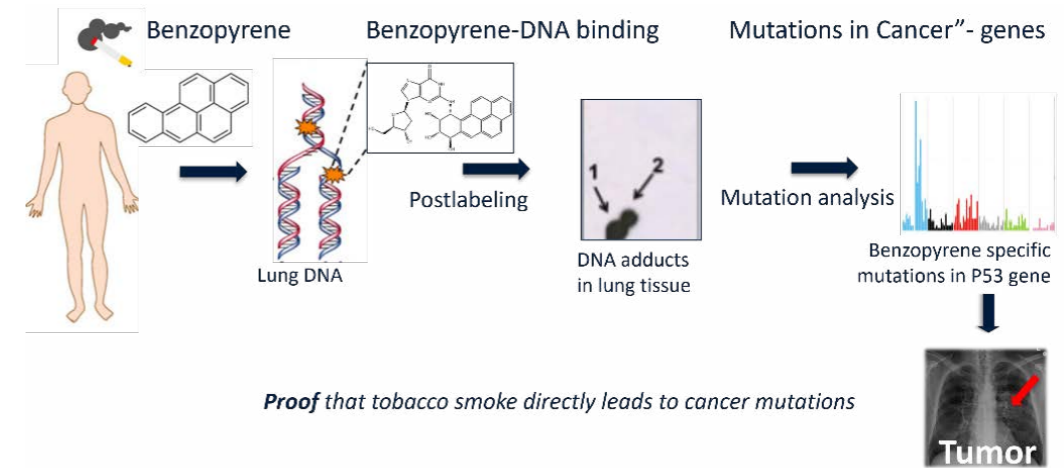 Benzopyrene
Benzopyrene-DNA binding
Mutations in Cancer”- genes
Postlabeling
1
2
Mutation analysis
Lung DNA
DNA adducts
in lung tissue
Benzopyrene specific
mutations in P53 gene
Proof that tobacco smoke directly leads to cancer mutations
Tumor